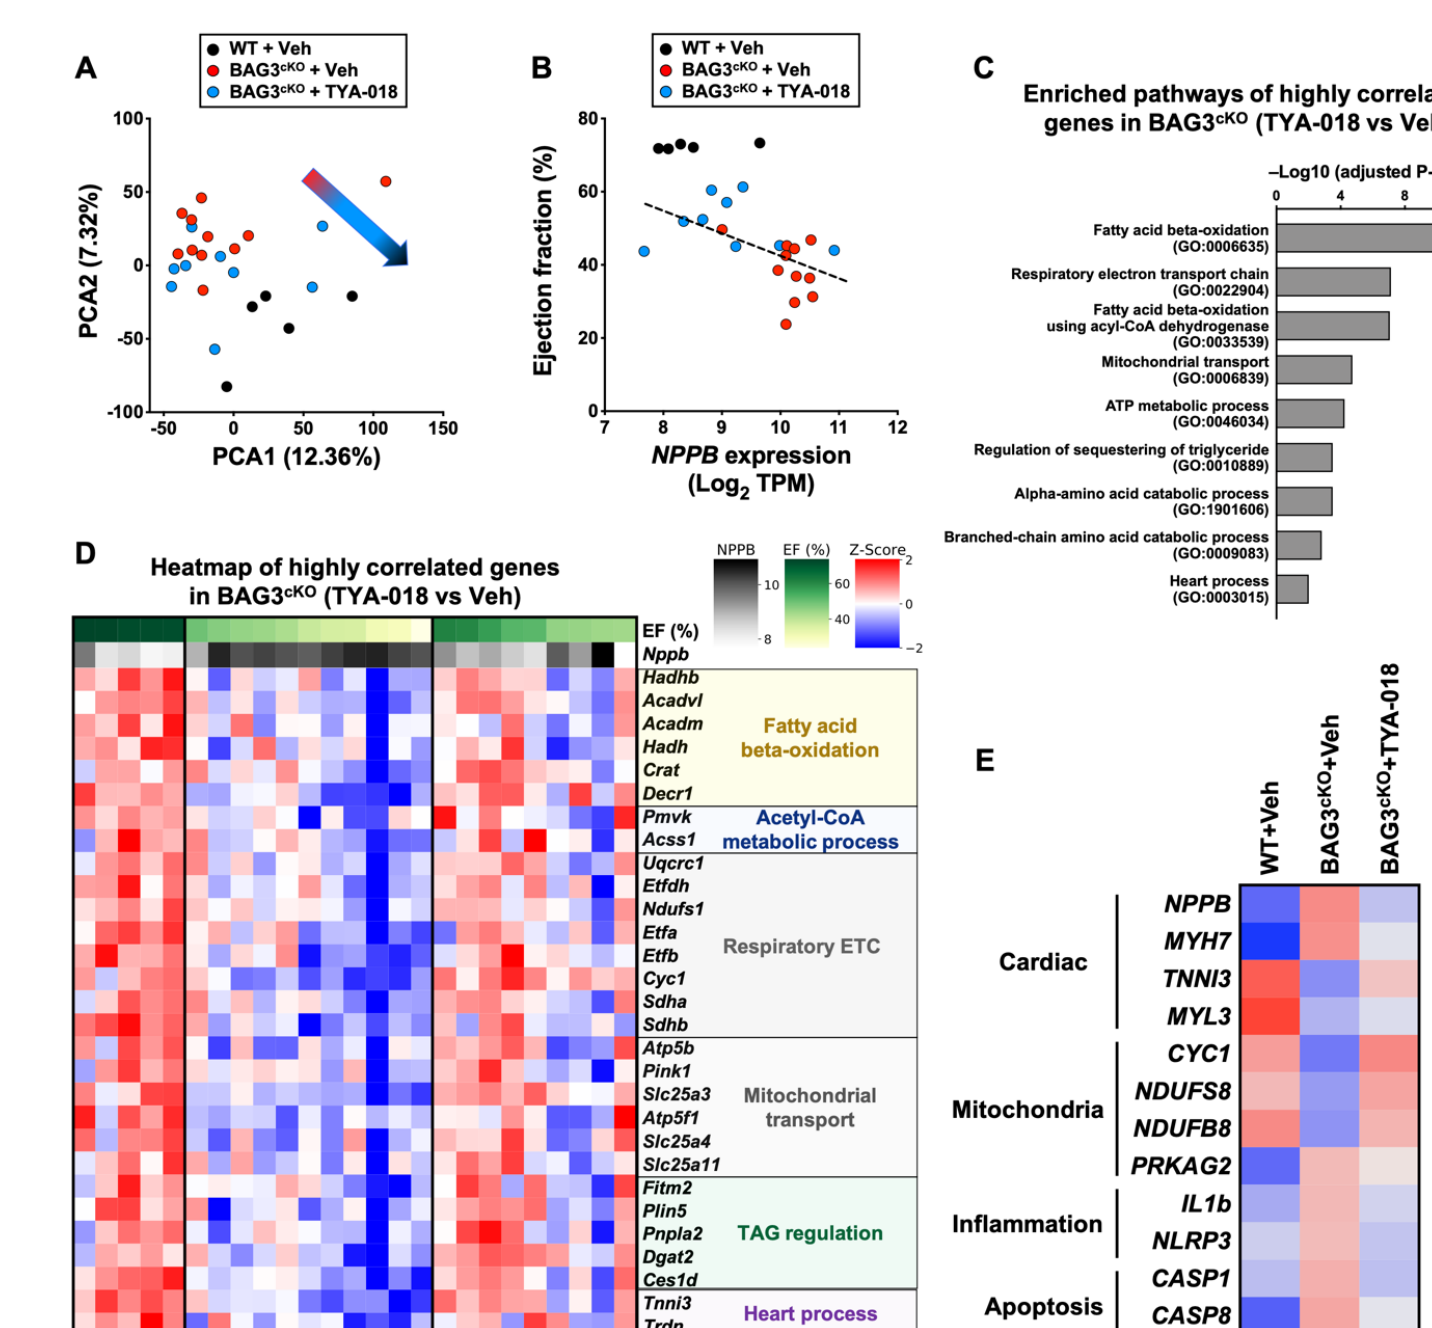 A
WT + Veh
BAG3cKO + Veh
BAG3cKO + TYA-018
100
50
0
-50
-100
-50
0
50
100
150
PCA2 (7.32%)
PCA1 (12.36%)
B
WT + Veh
BAG3cKO + Veh
BAG3cKO + TYA-018
80
60
40
20
0
7
8
9
10
11
12
Ejection fraction (%)
NPPB expression
(Log2 TPM)
C
Enriched pathways of highly correla
genes in BAG3cKO (TYA-018 vs Veh
–Log10 (adjusted P-
0
4
8
Fatty acid beta-oxidation
(GO:0006635)
Respiratory electron transport chain
(GO:0022904)
Fatty acid beta-oxidation
using acyl-CoA dehydrogenase
(GO:0033539)
Mitochondrial transport
(GO:0006839)
ATP metabolic process
(GO:0046034)
Regulation of sequestering of triglyceride
(GO:0010889)
Alpha-amino acid catabolic process
(GO:1901606)
Branched-chain amino acid catabolic process
(GO:0009083)
Heart process
(GO:0003015)
D
Heatmap of highly correlated genes
in BAG3cKO (TYA-018 vs Veh)
NPPB
10
8
EF (%)
60
40
Z-Score
2
0
−2
EF (%)
Nppb
Hadhb
Acadvl
Acadm
Hadh
Crat
Decr1
Fatty acid
beta-oxidation
Pmvk
Acss1
Acetyl-CoA
metabolic process
Uqcrc1
Etfdh
Ndufs1
Etfa
Etfb
Cyc1
Sdha
Sdhb
Respiratory ETC
Atp5b
Pink1
Slc25a3
Atp5f1
Slc25a4
Slc25a11
Mitochondrial
transport
Fitm2
Plin5
Pnpla2
Dgat2
Ces1d
TAG regulation
Tnni3
Trdn
Heart process
E
WT+Veh
BAG3cKO+Veh
BAG3cKO+TYA-018
Cardiac
NPPB
MYH7
TNNI3
MYL3
Mitochondria
CYC1
NDUFS8
NDUFB8
PRKAG2
Inflammation
IL1b
NLRP3
Apoptosis
CASP1
CASP8